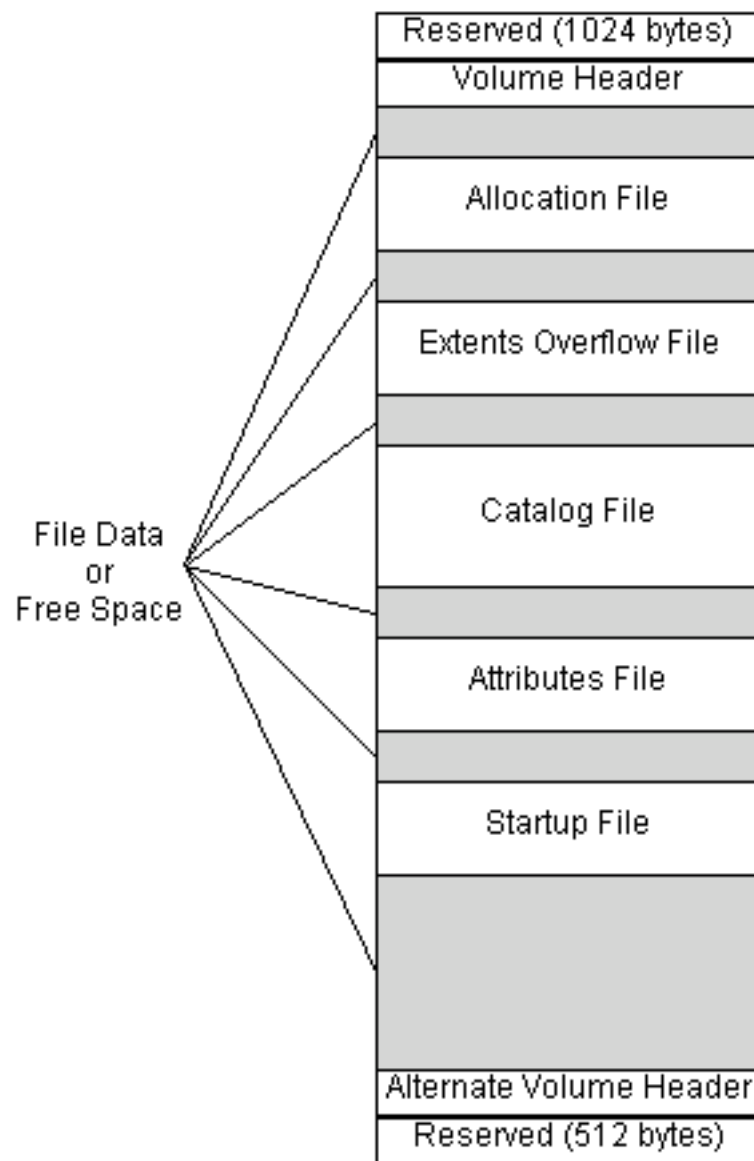 Reserved (1024 bytes)
Volume Header
Allocation File
Extents Overflow File
Catalog File
File Data
or
Free Space
Attributes File
Startup File
Alternate Volume Header
Reserved (512 bytes)